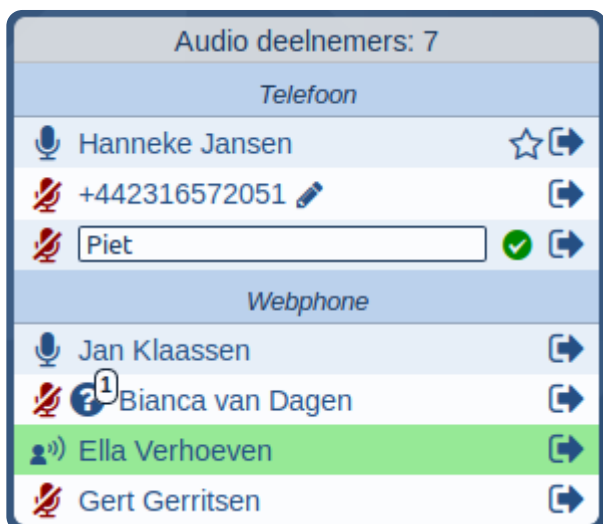 Audio deelnemers: 7
Telefoon
Hanneke Jansen
+442316572051
Piet
Webphone
Jan Klaassen
? 1 Bianca van Dagen
Ella Verhoeven
Gert Gerritsen